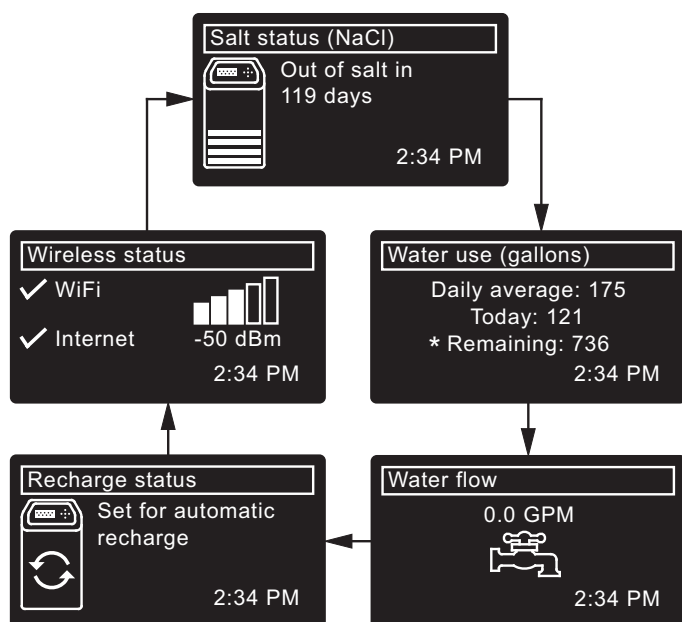 Salt status (NaCl)
Out of salt in
119 days
2:34 PM
Water use (gallons)
Daily average: 175
Today: 121
* Remaining: 736
2:34 PM
Water flow
0.0 GPM
2:34 PM
Recharge status
Set for automatic
recharge
2:34 PM
Wireless status
WiFi
Internet
-50 dBm
2:34 PM